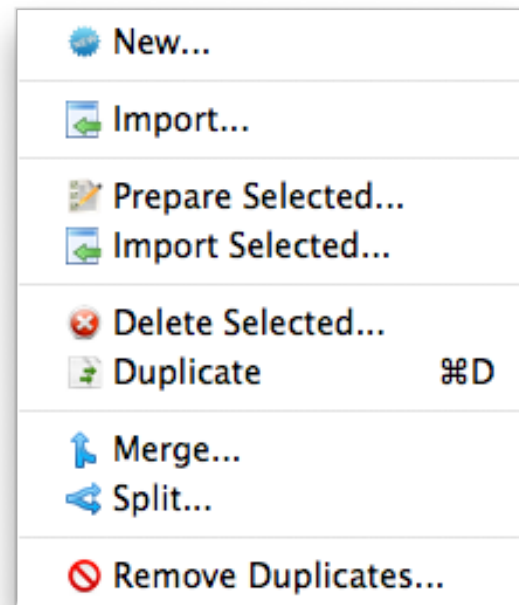 New...
Import...
Prepare Selected...
Import Selected...
Delete Selected...
Duplicate ⌘D
Merge...
Split...
Remove Duplicates...